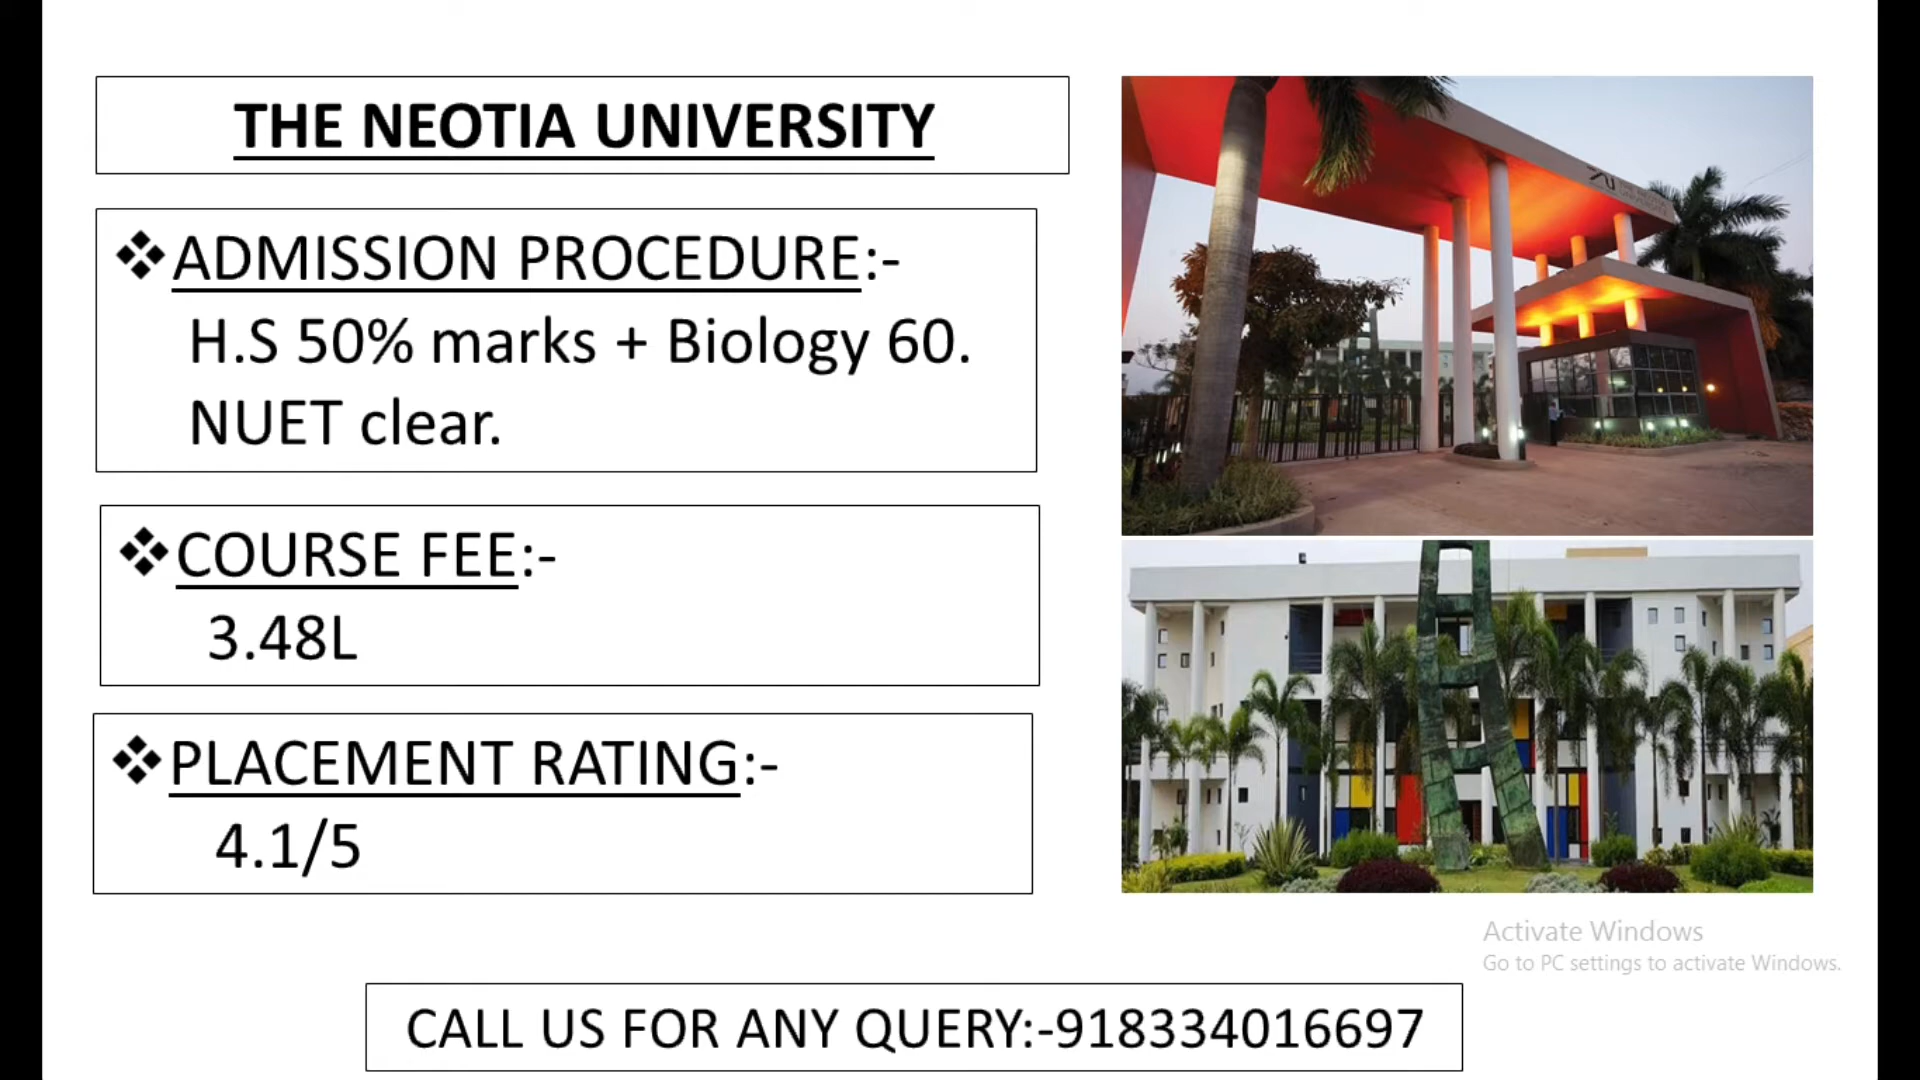 THE NEOTIA UNIVERSITY
❖ADMISSION PROCEDURE:-
H.S 50% marks + Biology 60.
NUET clear.
❖COURSE FEE:-
3.48L
❖PLACEMENT RATING:-
4.1/5
Activate Windows
Go to PC settings to activate Windows.
CALL US FOR ANY QUERY:-918334016697